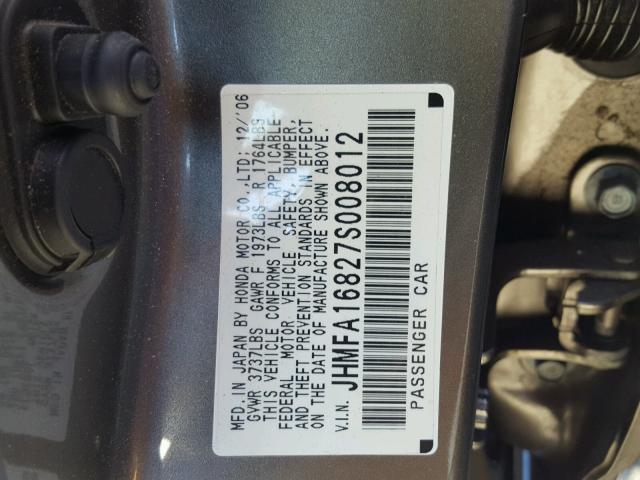 MFD.IN JAPAN BY HONDA MOTOR CO.,LTD; 12/'06
GVWR 3737LBS GAWR F 1973LBS R 1764LBS
THIS VEHICLE CONFORMS TO ALL APPLICABLE
FEDERAL MOTOR VEHICLE SAFETY, BUMPER,
AND THEFT PREVENTION STANDARDS IN EFFECT
ON THE DATE OF MANUFACTURE SHOWN ABOVE.
V.I.N. JHMFA16827S008012
PASSENGER CAR